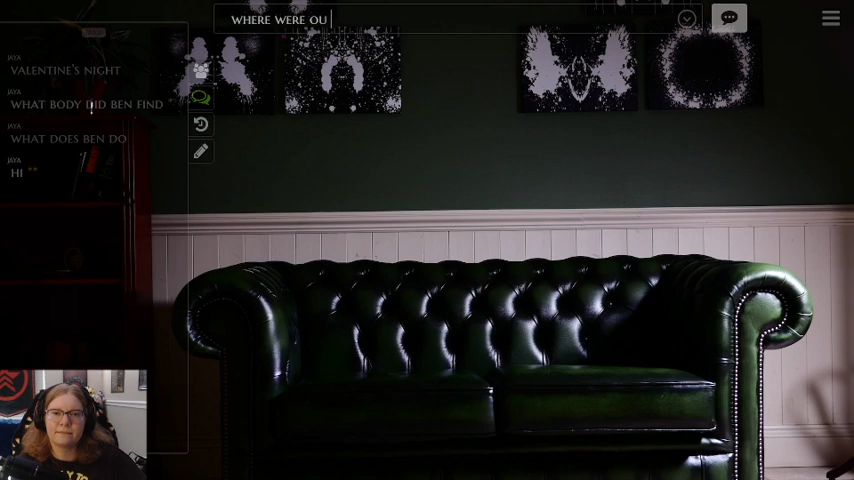 WHERE WERE OU
JAYA
VALENTINE'S NIGHT
JAYA
WHAT BODY DID BEN FIND
JAYA
WHAT DOES BEN DO
JAYA
HI